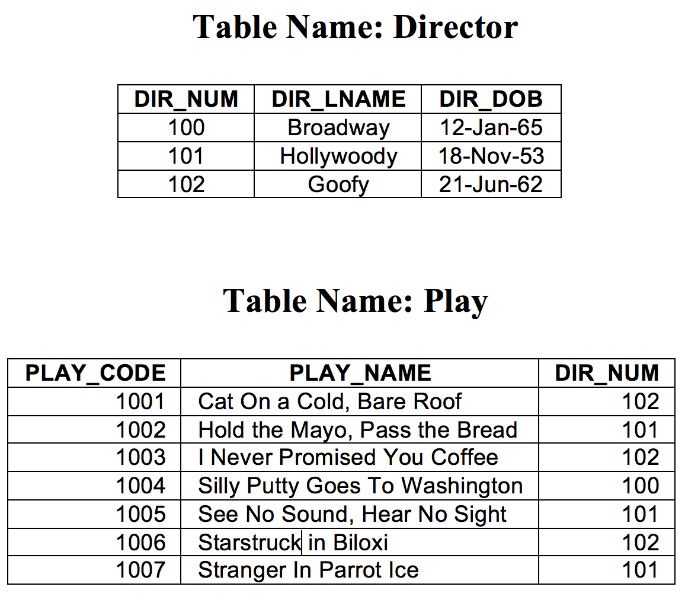 Table Name: Director
DIR_NUM DIR_LNAME DIR_DOB
100 Broadway 12-Jan-65
101 Hollywoody 18-Nov-53
102 Goofy 21-Jun-62
Table Name: Play
PLAY_CODE PLAY_NAME DIR_NUM
1001 Cat On a Cold, Bare Roof 102
1002 Hold the Mayo, Pass the Bread 101
1003 I Never Promised You Coffee 102
1004 Silly Putty Goes To Washington 100
1005 See No Sound, Hear No Sight 101
1006 Starstruck in Biloxi 102
1007 Stranger In Parrot Ice 101